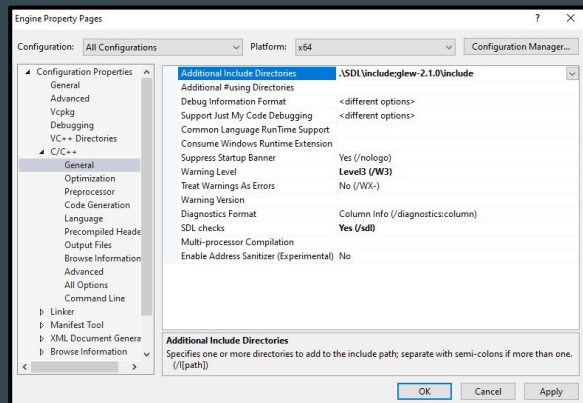 Engine Property Pages ? ×
Configuration: All Configurations Platform: x64 Configuration Manager...
Configuration Properties
General
Advanced
Vcpkg
Debugging
VC++ Directories
C/C++
General
Optimization
Preprocessor
Code Generation
Language
Precompiled Heade
Output Files
Browse Information
Advanced
All Options
Command Line
Linker
Manifest Tool
XML Document Genera
Browse Information
Additional Include Directories .\SDL\include;glew-2.1.0\include
Additional #using Directories
Debug Information Format <different options>
Support Just My Code Debugging <different options>
Common Language RunTime Support
Consume Windows Runtime Extension
Suppress Startup Banner Yes (/nologo)
Warning Level Level3 (/W3)
Treat Warnings As Errors No (/WX-)
Warning Version
Diagnostics Format Column Info (/diagnostics:column)
SDL checks Yes (/sdl)
Multi-processor Compilation
Enable Address Sanitizer (Experimental) No
Additional Include Directories
Specifies one or more directories to add to the include path; separate with semi-colons if more than one.
(/I[path])
OK Cancel Apply